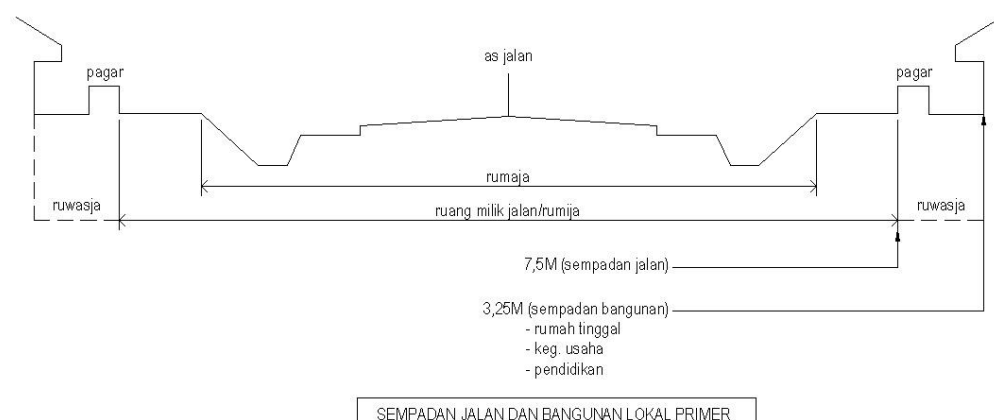 as jalan
pagar
pagar
rumaja
ruwasja
ruang milik jalan/rumija
ruwasja
7,5M (sempadan jalan)
3,25M (sempadan bangunan)
- rumah tinggal
- keg. usaha
- pendidikan
SEMPADAN JALAN DAN BANGUNAN LOKAL PRIMER